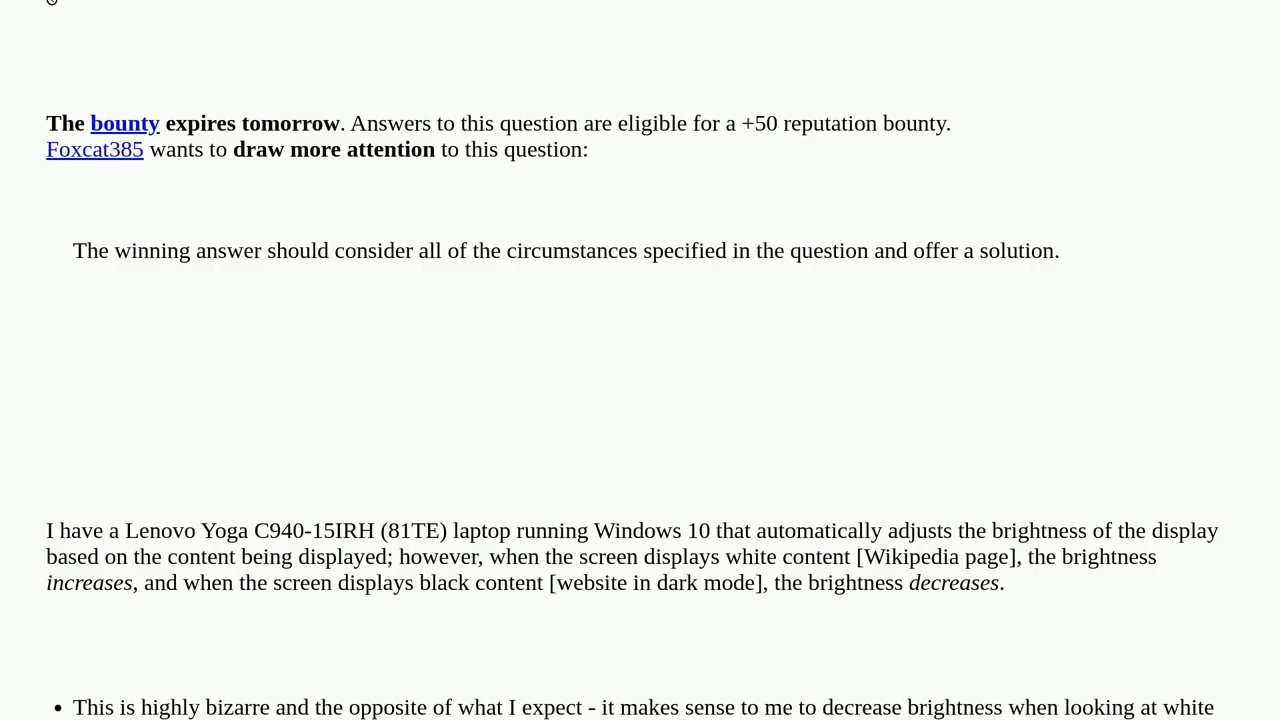 The bounty expires tomorrow. Answers to this question are eligible for a +50 reputation bounty.
Foxcat385 wants to draw more attention to this question:
The winning answer should consider all of the circumstances specified in the question and offer a solution.
I have a Lenovo Yoga C940-15IRH (81TE) laptop running Windows 10 that automatically adjusts the brightness of the display
based on the content being displayed; however, when the screen displays white content [Wikipedia page], the brightness
increases, and when the screen displays black content [website in dark mode], the brightness decreases.
• This is highly bizarre and the opposite of what I expect - it makes sense to me to decrease brightness when looking at white